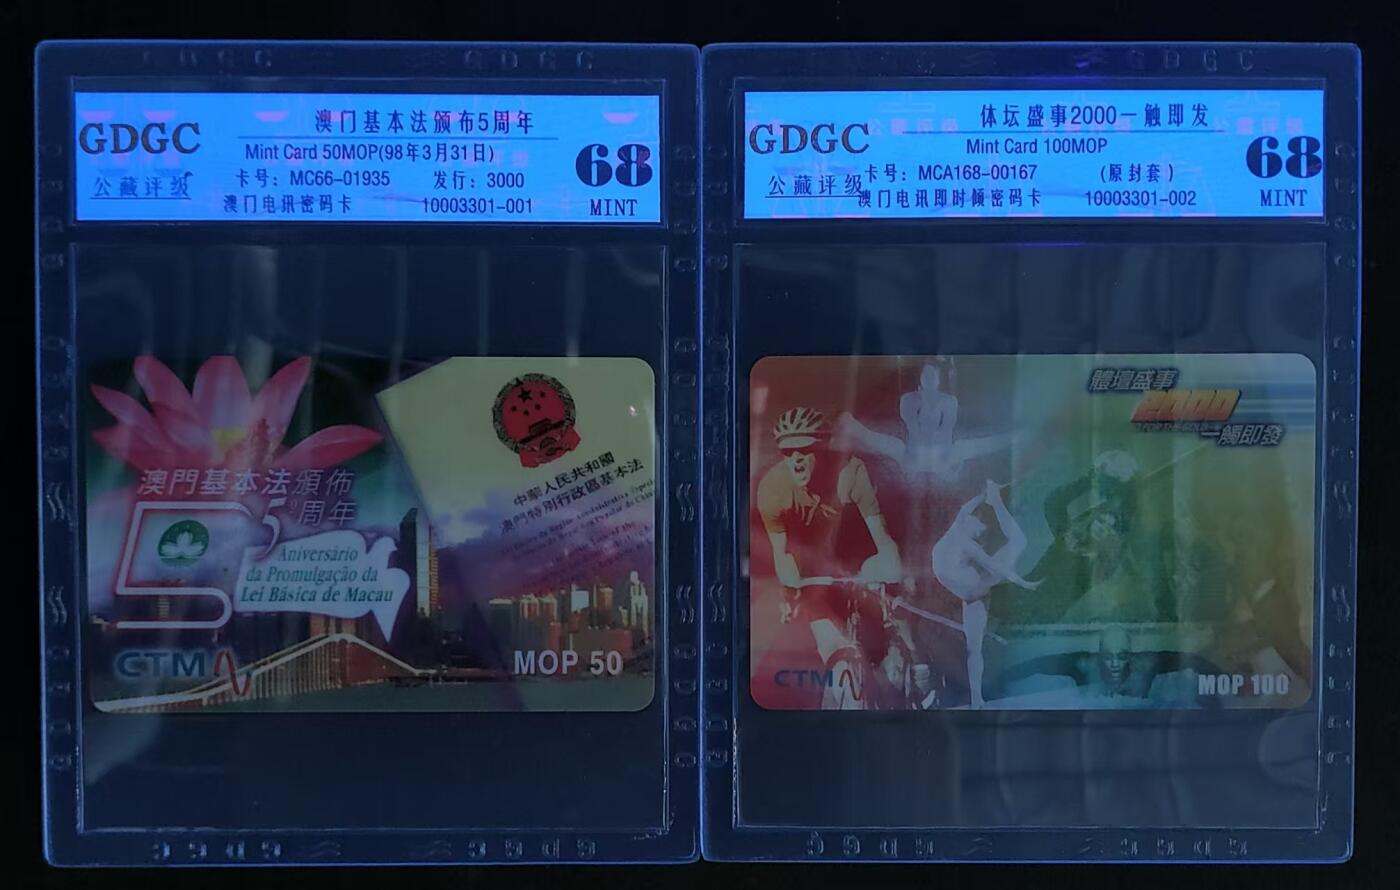 GDGC
公藏评级
澳门基本法颁布5周年
Mint Card 50MOP(98年3月31日)
卡号: MC66-01935 发行: 3000
澳门电讯密码卡 10003301-001
68
MINT
澳門基本法頒佈
5周年
Aniversário
da Promulgação da
Lei Básica de Macau
中華人民共和國
澳門特別行政區基本法
CTM
MOP 50
GDGC
公藏评级
体坛盛事2000一触即发
Mint Card 100MOP
卡号: MCA168-00167 (原封套)
澳门电讯即时倾密码卡 10003301-002
68
MINT
體壇盛事
2000
GO FOR THE GOLD
一觸即發
CTM
MOP 100